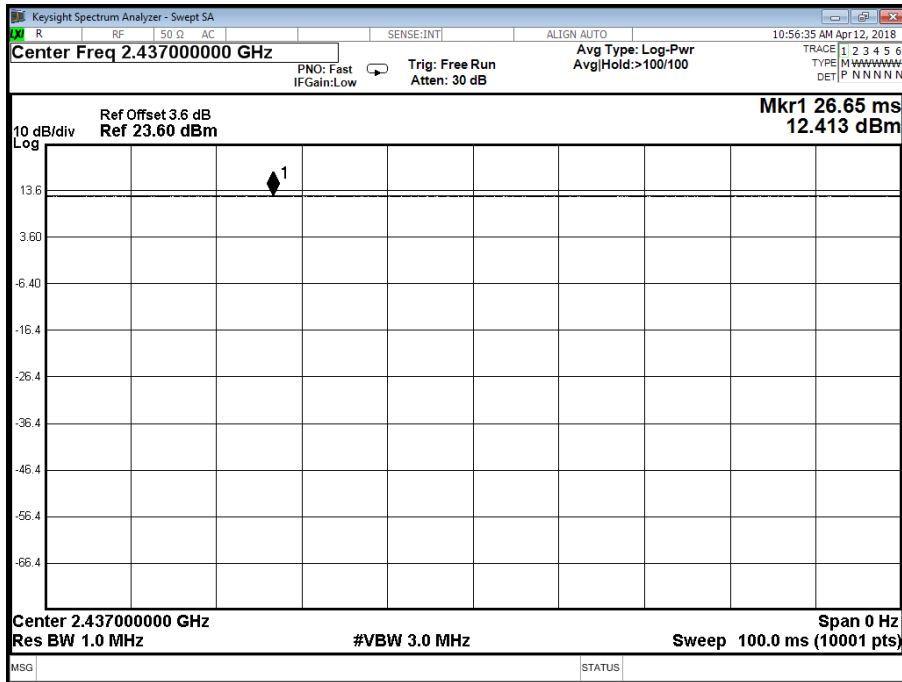 Keysight Spectrum Analyzer - Swept SA
LXI R RF 50 Ω AC SENSE:INT ALIGN AUTO 10:56:35 AM Apr 12, 2018
Center Freq 2.437000000 GHz
PNO: Fast
IFGain:Low
Trig: Free Run
Atten: 30 dB
Avg Type: Log-Pwr
Avg|Hold:>100/100
TRACE 1 2 3 4 5 6
TYPE M WWWWW
DET P N N N N N
Mkr1 26.65 ms
12.413 dBm
Ref Offset 3.6 dB
10 dB/div Ref 23.60 dBm
Log
1
13.6
3.60
-6.40
-16.4
-26.4
-36.4
-46.4
-56.4
-66.4
Center 2.437000000 GHz Span 0 Hz
Res BW 1.0 MHz #VBW 3.0 MHz Sweep 100.0 ms (10001 pts)
MSG STATUS